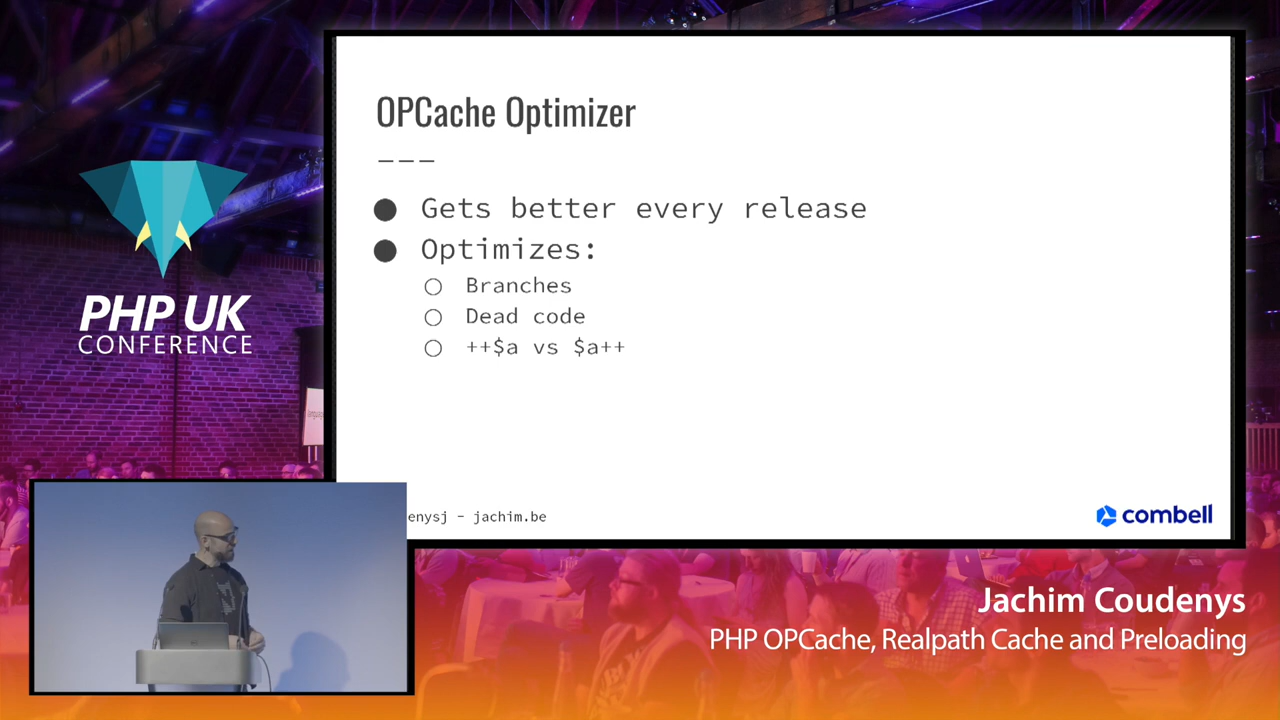 OPCache Optimizer
---
● Gets better every release
● Optimizes:
○ Branches
○ Dead code
○ ++$a vs $a++
enysj - jachim.be
combell
PHP UK
CONFERENCE
Jachim Coudenys
PHP OPCache, Realpath Cache and Preloading